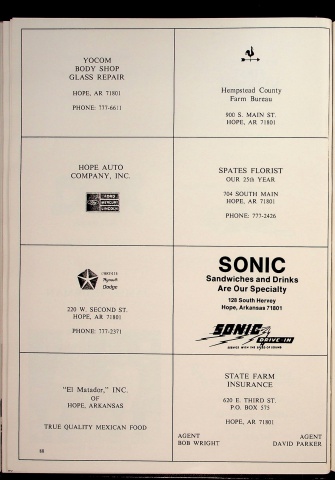 YOCOM
BODY SHOP
GLASS REPAIR
HOPE, AR 71801
PHONE: 777-6611
Hempstead County
Farm Bureau
900 S. MAIN ST.
HOPE, AR 71801
HOPE AUTO
COMPANY, INC.
FORD
MERCURY
LINCOLN
SPATES FLORIST
OUR 25th YEAR
704 SOUTH MAIN
HOPE, AR 71801
PHONE: 777-2426
CHRYSLER
Plymouth
Dodge
220 W. SECOND ST.
HOPE, AR 71801
PHONE: 777-2371
SONIC
Sandwiches and Drinks
Are Our Specialty
128 South Hervey
Hope, Arkansas 71801
SONIC
DRIVE IN
SERVICE WITH THE SPEED OF SOUND
"El Matador," INC.
OF
HOPE, ARKANSAS
TRUE QUALITY MEXICAN FOOD
STATE FARM
INSURANCE
620 E. THIRD ST.
P.O. BOX 575
HOPE, AR 71801
AGENT
BOB WRIGHT
AGENT
DAVID PARKER